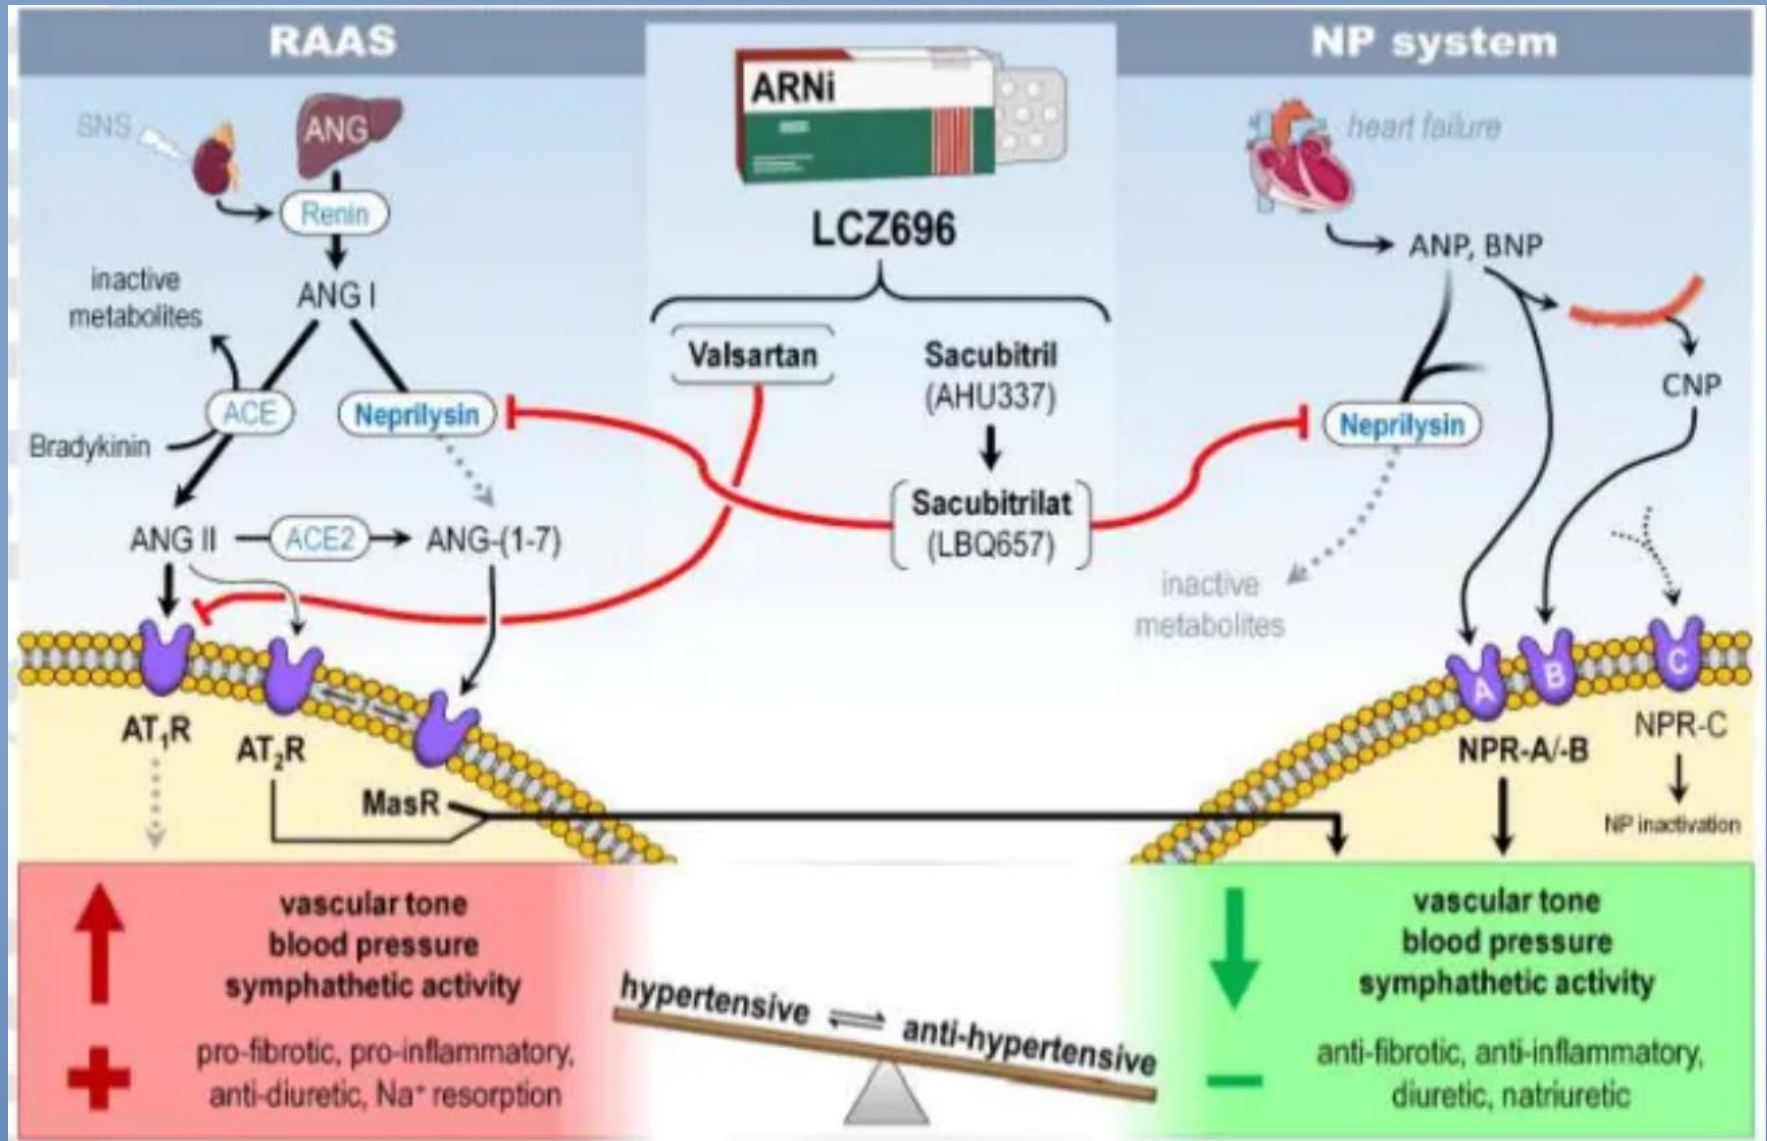 RAAS
NP system
SNS
ANG
Renin
ANG I
inactive
metabolites
ACE
Neprilysin
Bradykinin
ANG II
ACE2
ANG-(1-7)
AT₁R
AT₂R
MasR
ARNi
LCZ696
Valsartan
Sacubitril
(AHU337)
Sacubitrilat
(LBQ657)
heart failure
ANP, BNP
CNP
Neprilysin
inactive
metabolites
A
B
C
NPR-A/-B
NPR-C
NP inactivation
vascular tone
blood pressure
symphathetic activity
pro-fibrotic, pro-inflammatory,
anti-diuretic, Na⁺ resorption
hypertensive ⇌ anti-hypertensive
vascular tone
blood pressure
symphathetic activity
anti-fibrotic, anti-inflammatory,
diuretic, natriuretic